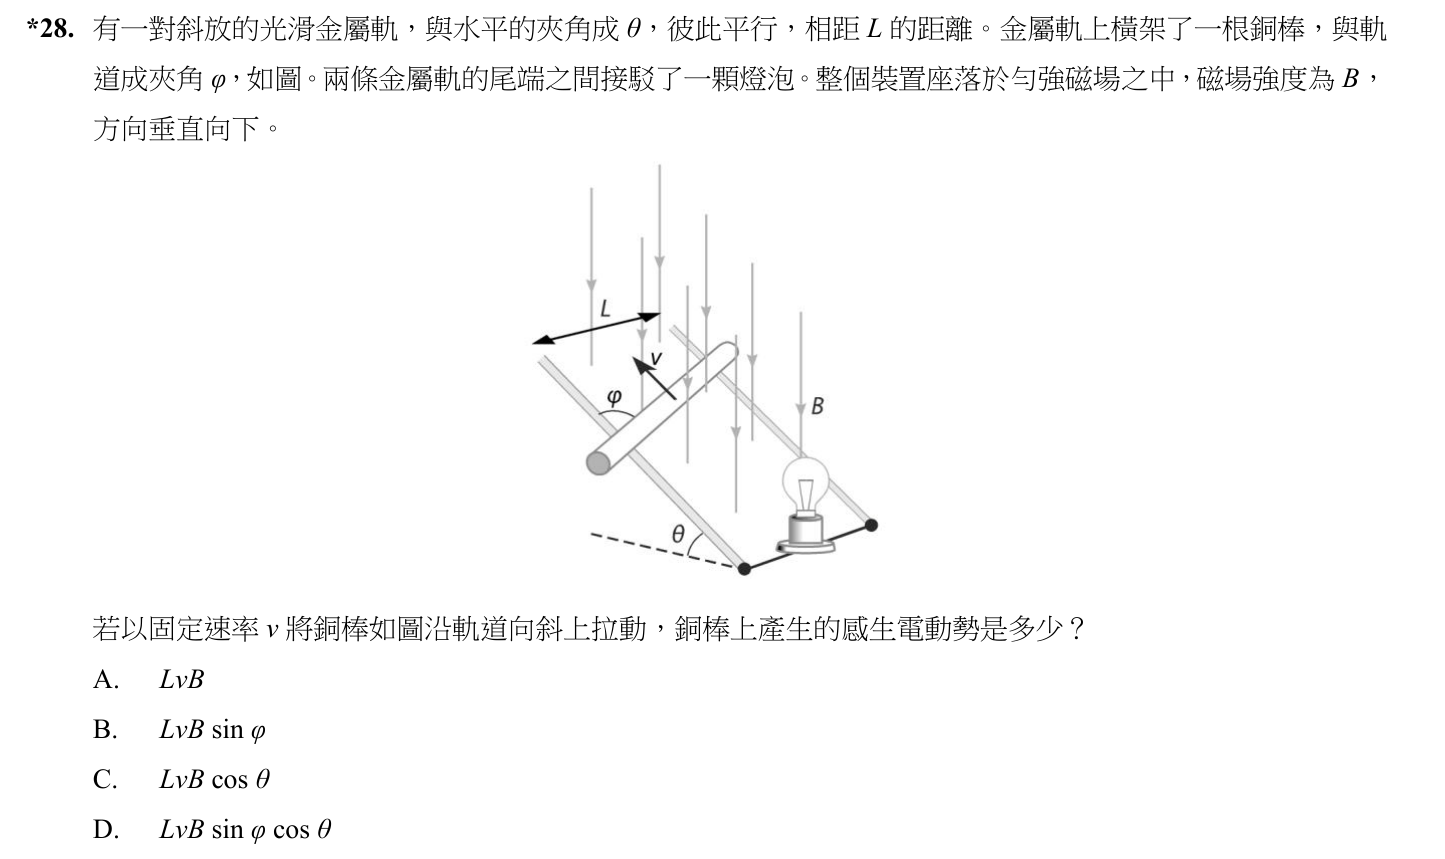 *28. 有一對斜放的光滑金屬軌，與水平的夾角成 θ，彼此平行，相距 L 的距離。金屬軌上橫架了一根銅棒，與軌
道成夾角 φ，如圖。兩條金屬軌的尾端之間接駁了一顆燈泡。整個裝置座落於勻強磁場之中，磁場強度為 B，
方向垂直向下。
L
v
φ
B
θ
若以固定速率 v 將銅棒如圖沿軌道向斜上拉動，銅棒上產生的感生電動勢是多少？
A. LvB
B. LvB sin φ
C. LvB cos θ
D. LvB sin φ cos θ